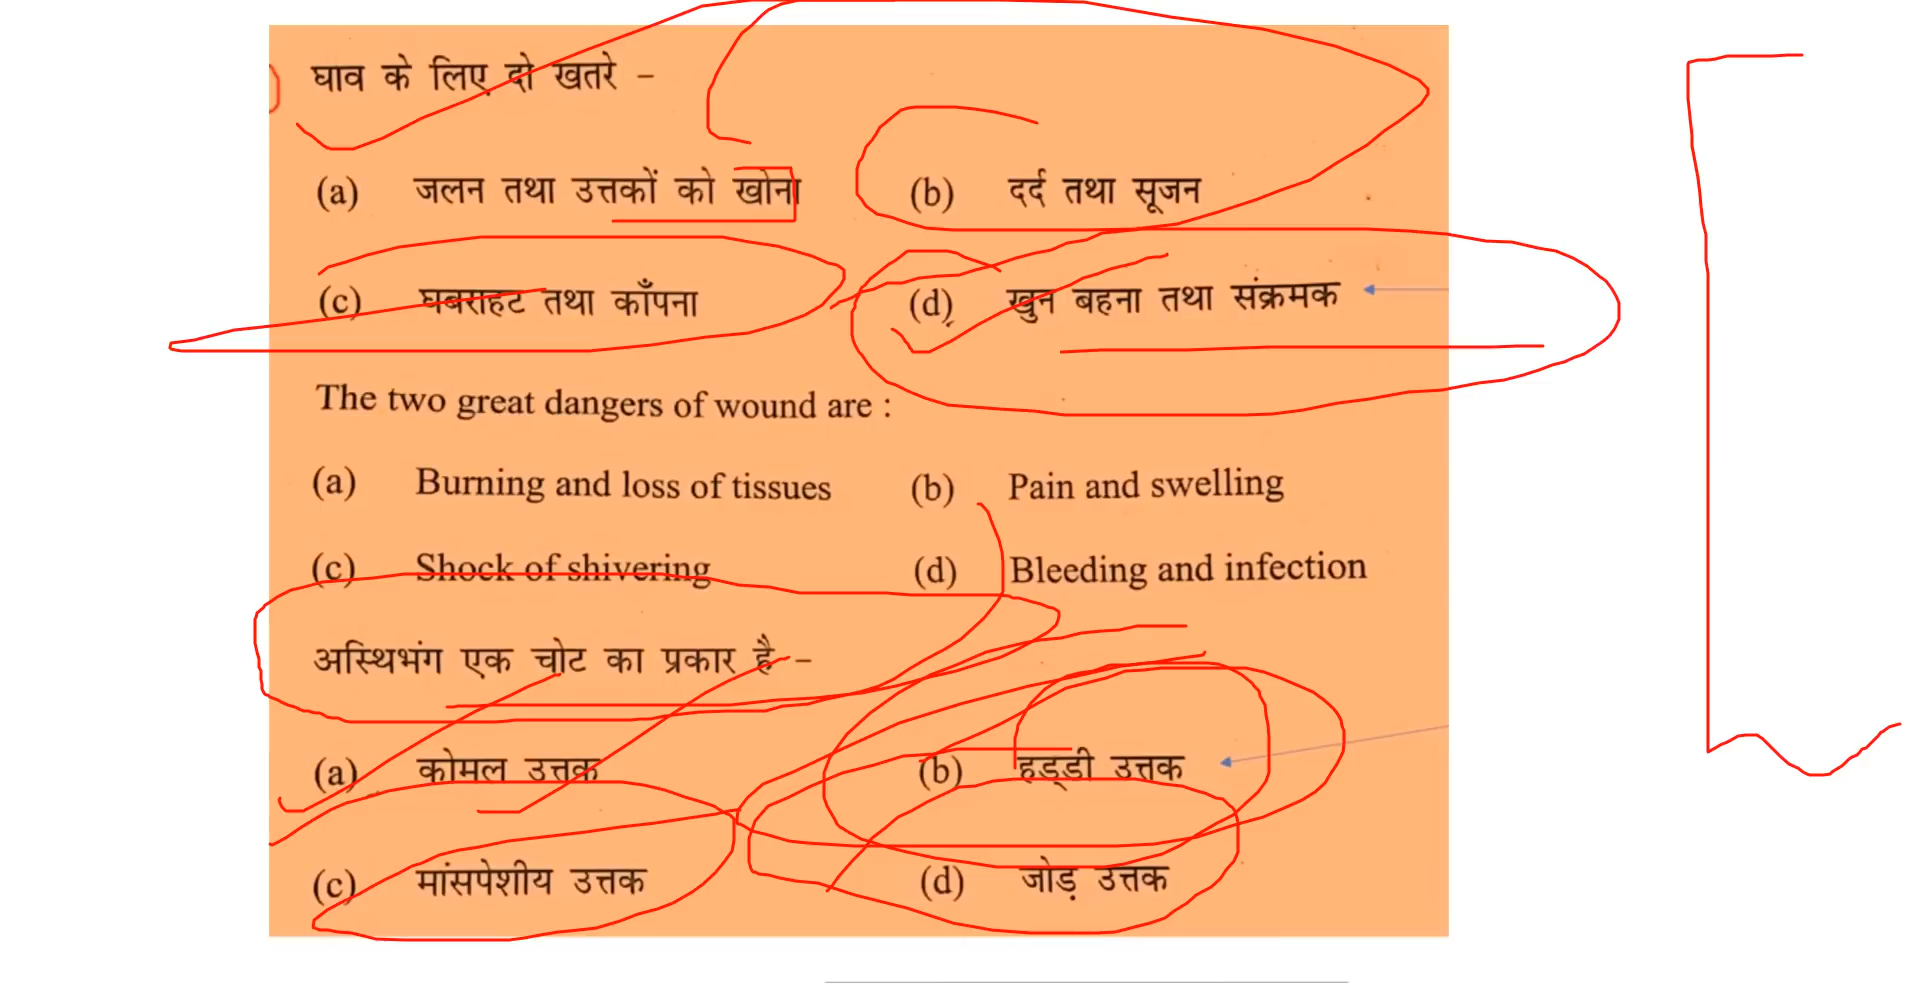 घाव के लिए दो खतरे –
(a) जलन तथा उत्तकों को खोना (b) दर्द तथा सूजन
(c) घबराहट तथा काँपना (d) खुन बहना तथा संक्रमक
The two great dangers of wound are :
(a) Burning and loss of tissues (b) Pain and swelling
(c) Shock of shivering (d) Bleeding and infection
अस्थिभंग एक चोट का प्रकार है –
(a) कोमल उत्तक (b) हड्डी उत्तक
(c) मांसपेशीय उत्तक (d) जोड़ उत्तक